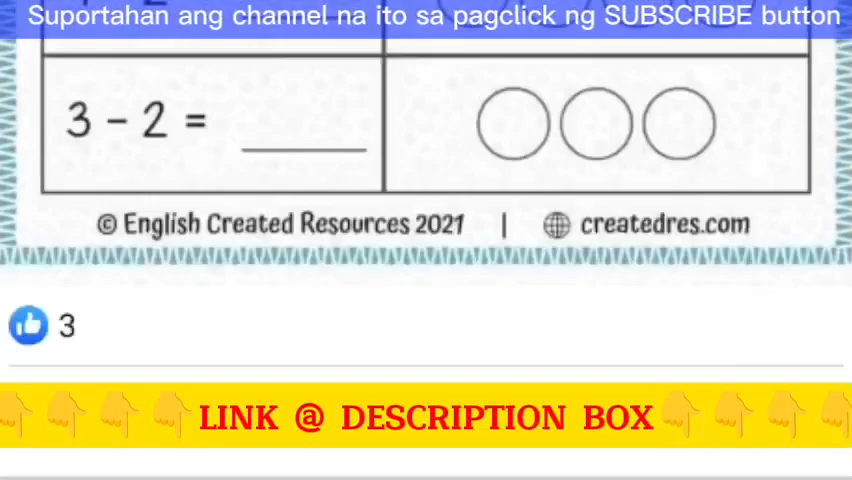 Suportahan ang channel na ito sa pagclick ng SUBSCRIBE button
3 - 2 = ______
© English Created Resources 2021 | createdres.com
3
LINK @ DESCRIPTION BOX